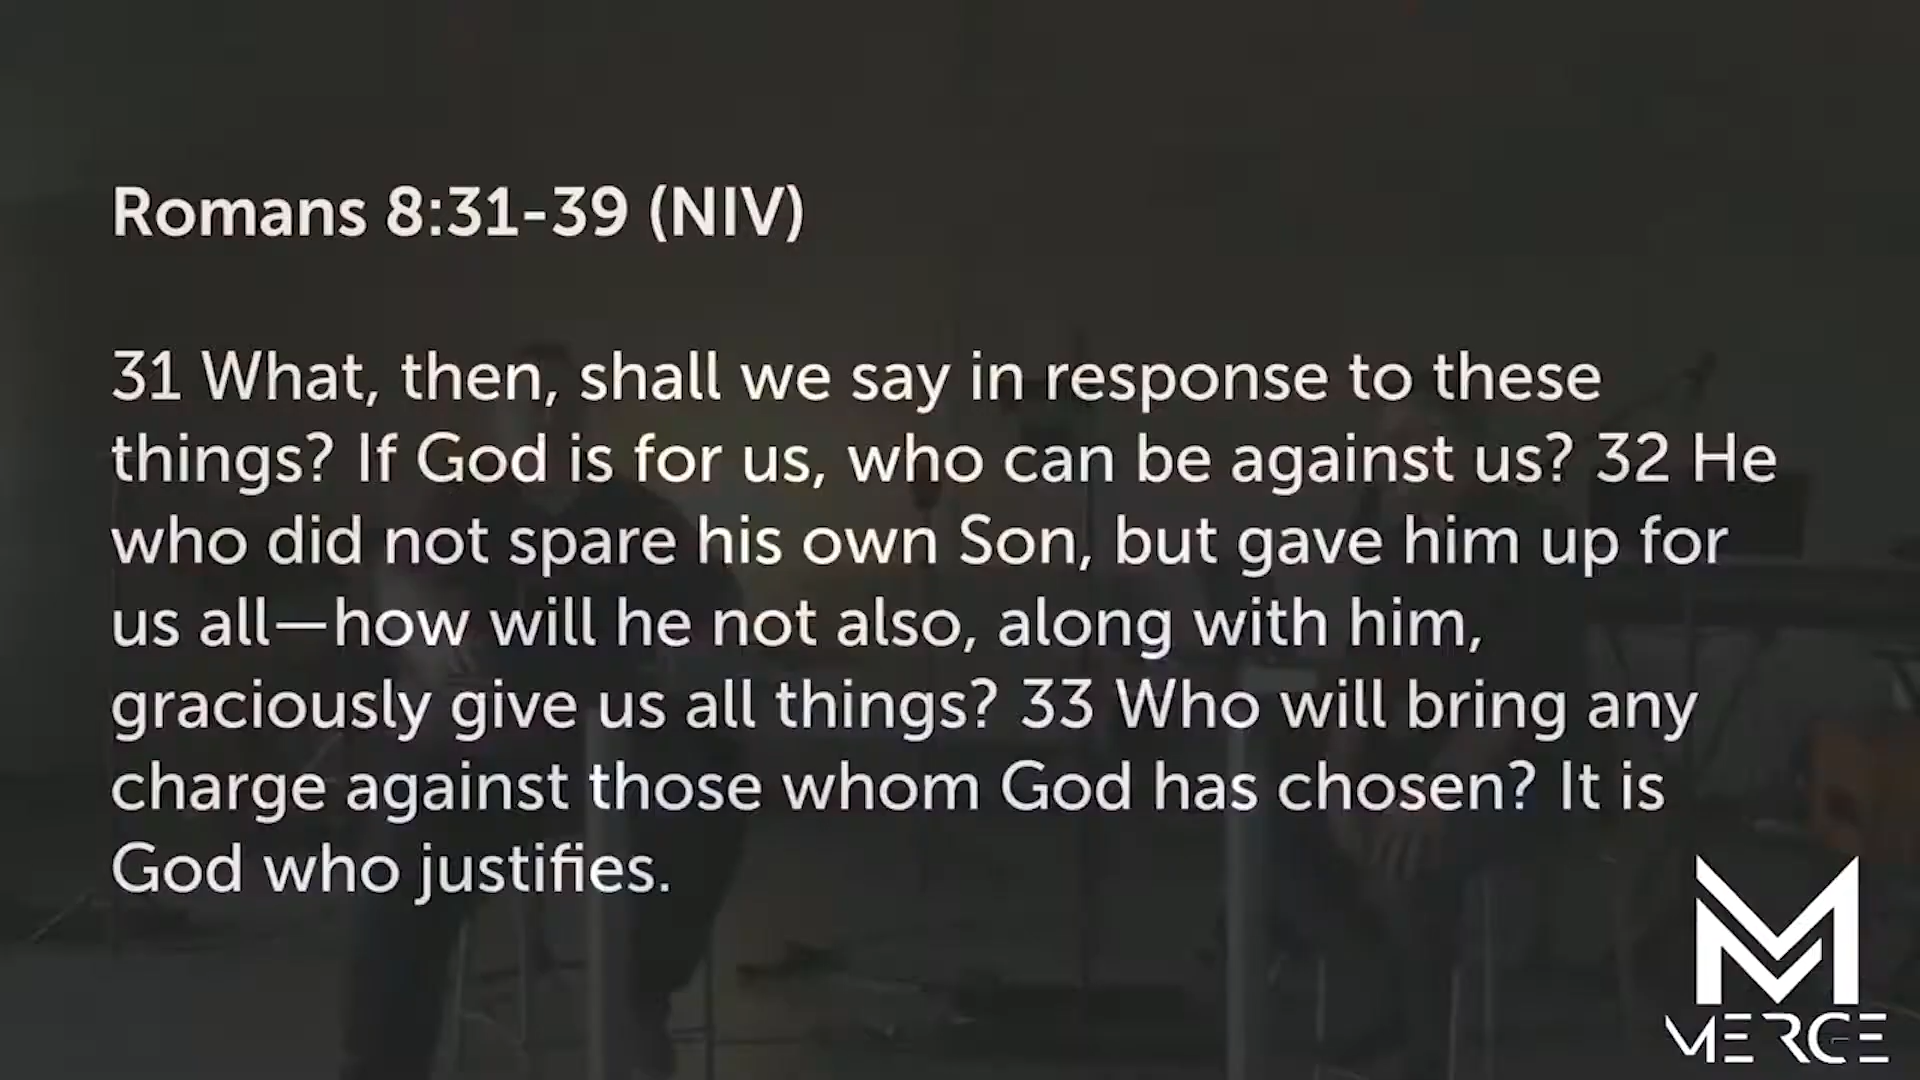 Romans 8:31-39 (NIV)
31 What, then, shall we say in response to these
things? If God is for us, who can be against us? 32 He
who did not spare his own Son, but gave him up for
us all—how will he not also, along with him,
graciously give us all things? 33 Who will bring any
charge against those whom God has chosen? It is
God who justifies.
MERGE